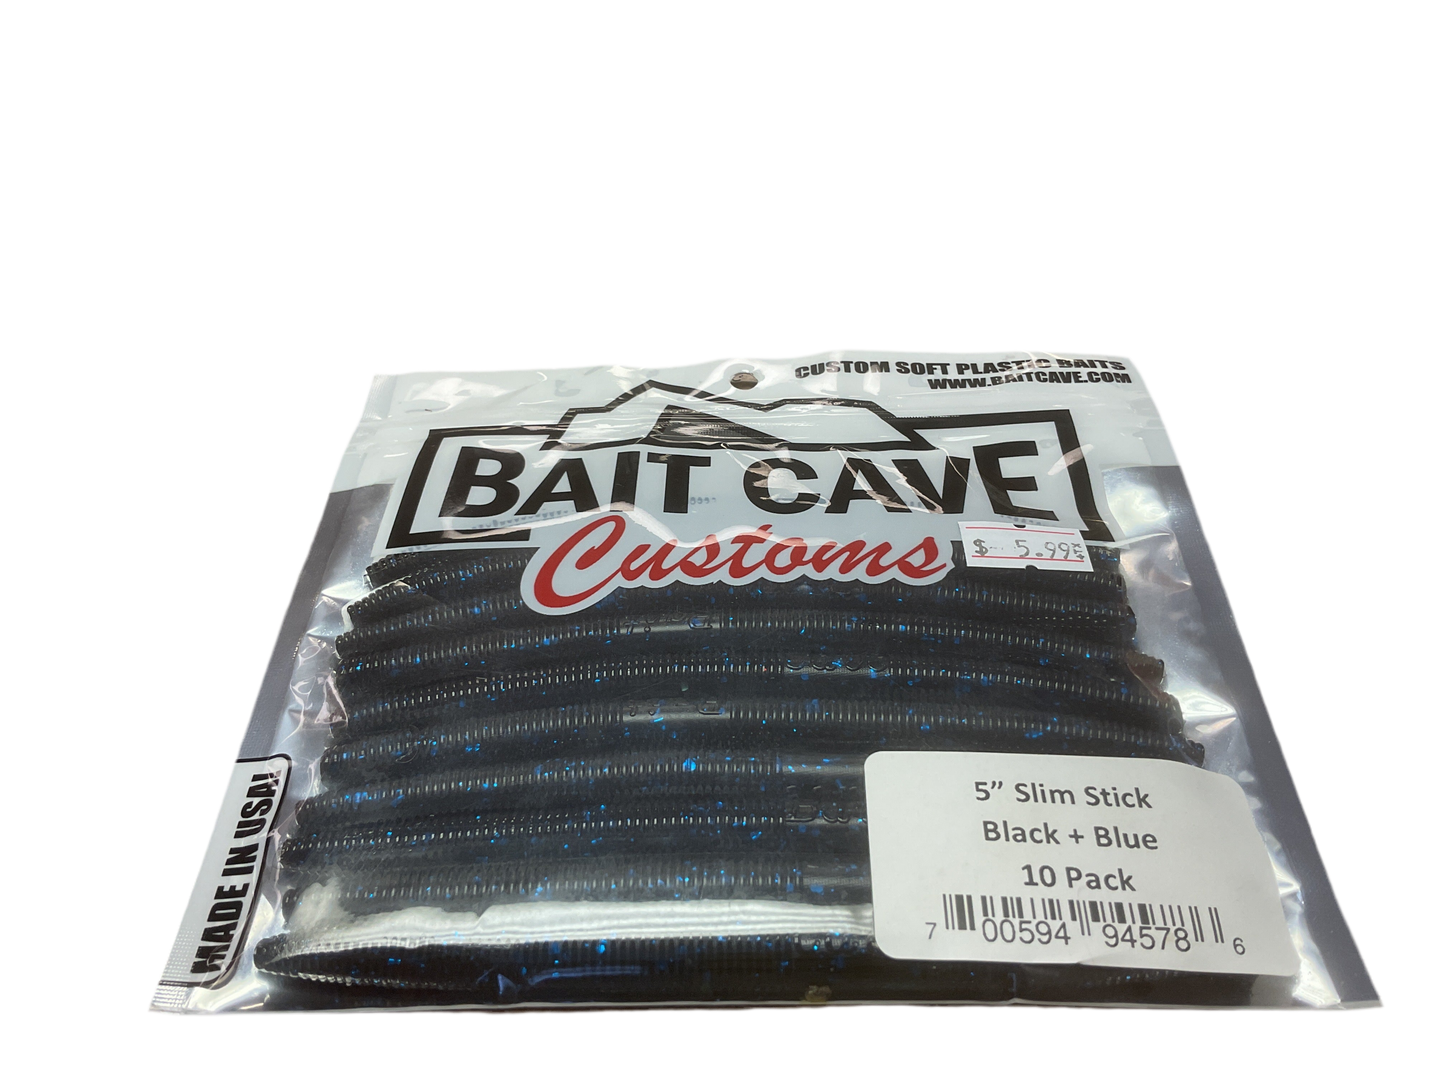 CUSTOM SOFT PLASTIC BAITS
WWW.BAITCAVE.COM
BAIT CAVE
Customs
$ 5.99
MADE IN USA!
5” Slim Stick
Black + Blue
10 Pack
7 00594 94578 6